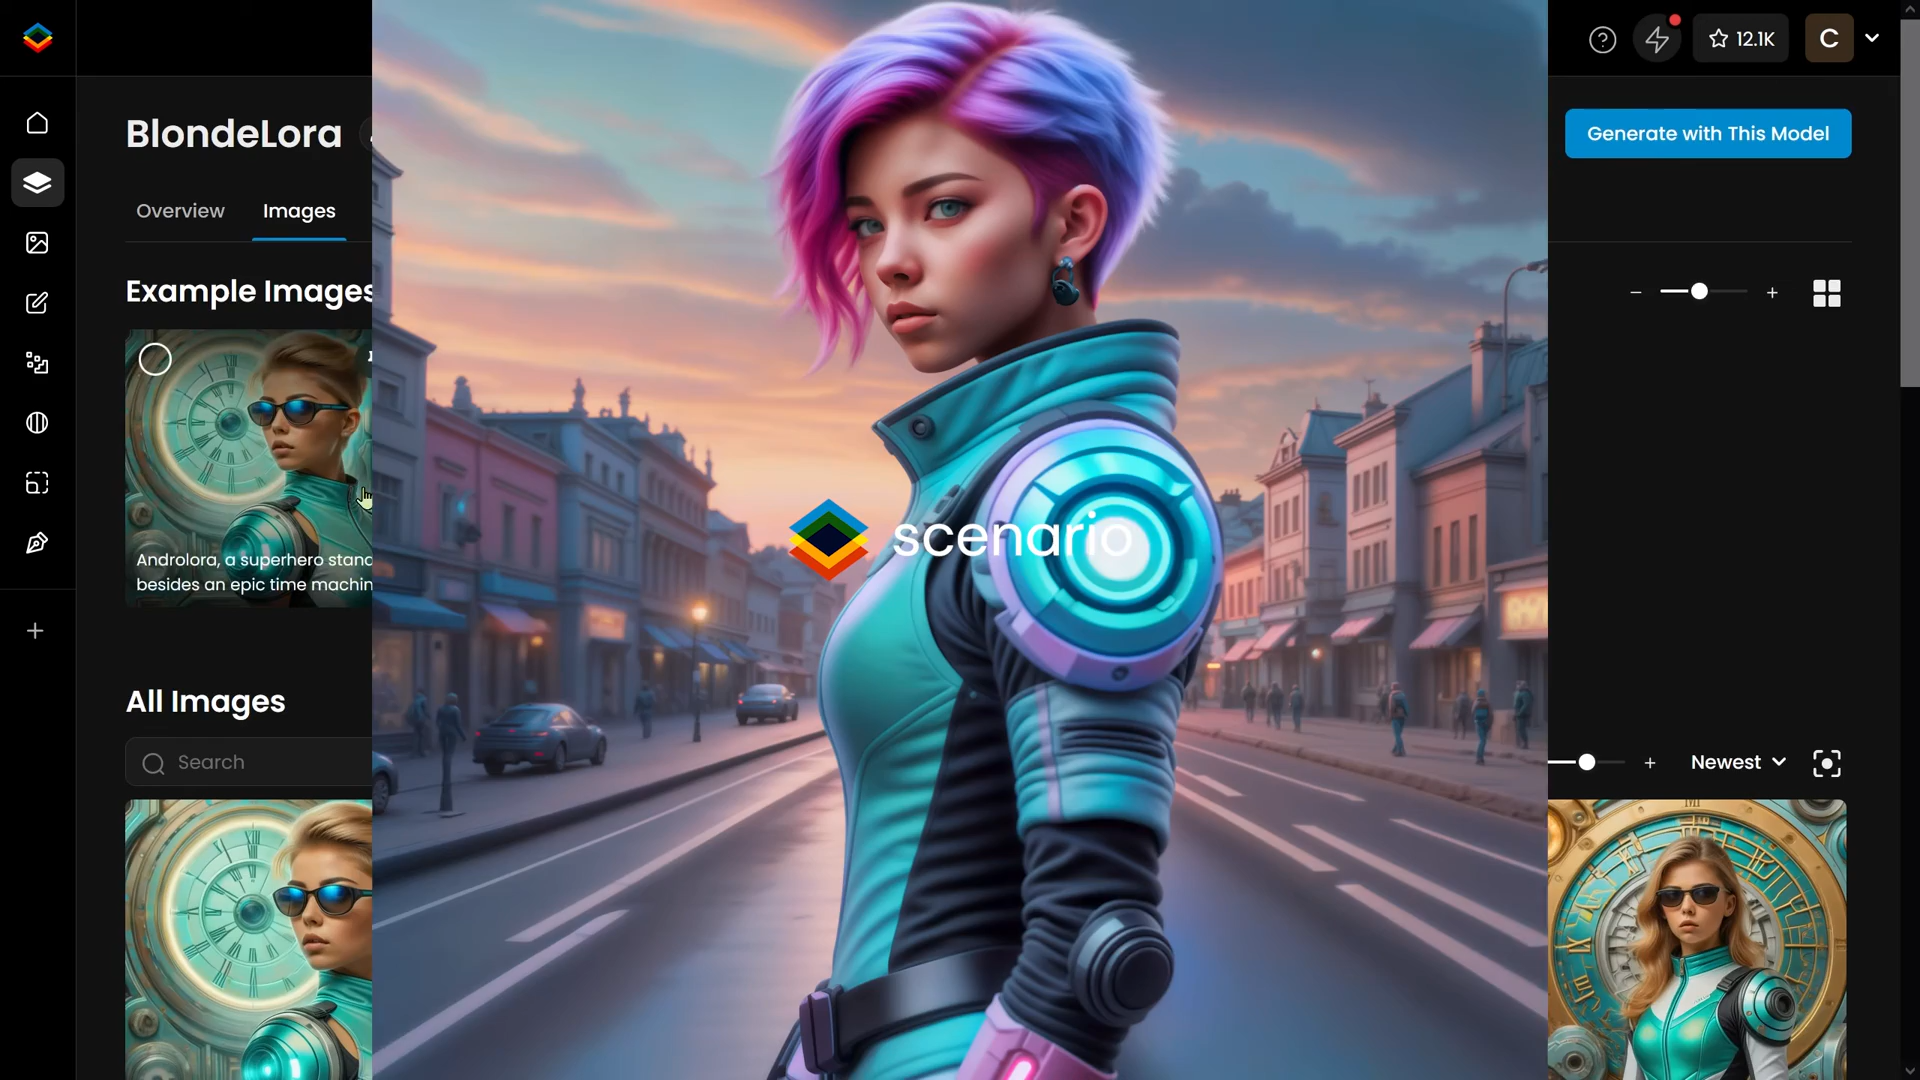 12.1K
C
BlondeLora
Generate with This Model
Overview
Images
Example Images
Androlora, a superhero stand
besides an epic time machin
scenario
All Images
Search
Newest